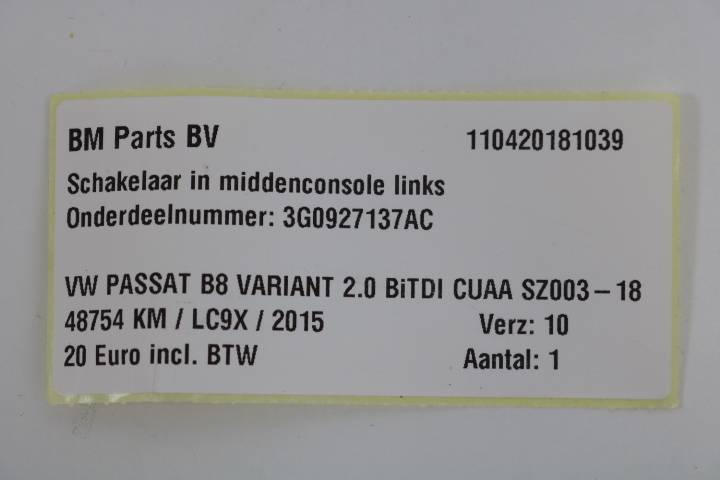 BM Parts BV 110420181039
Schakelaar in middenconsole links
Onderdeelnummer: 3G0927137AC
VW PASSAT B8 VARIANT 2.0 BiTDI CUAA SZ003-18
48754 KM / LC9X / 2015 Verz: 10
20 Euro incl. BTW Aantal: 1